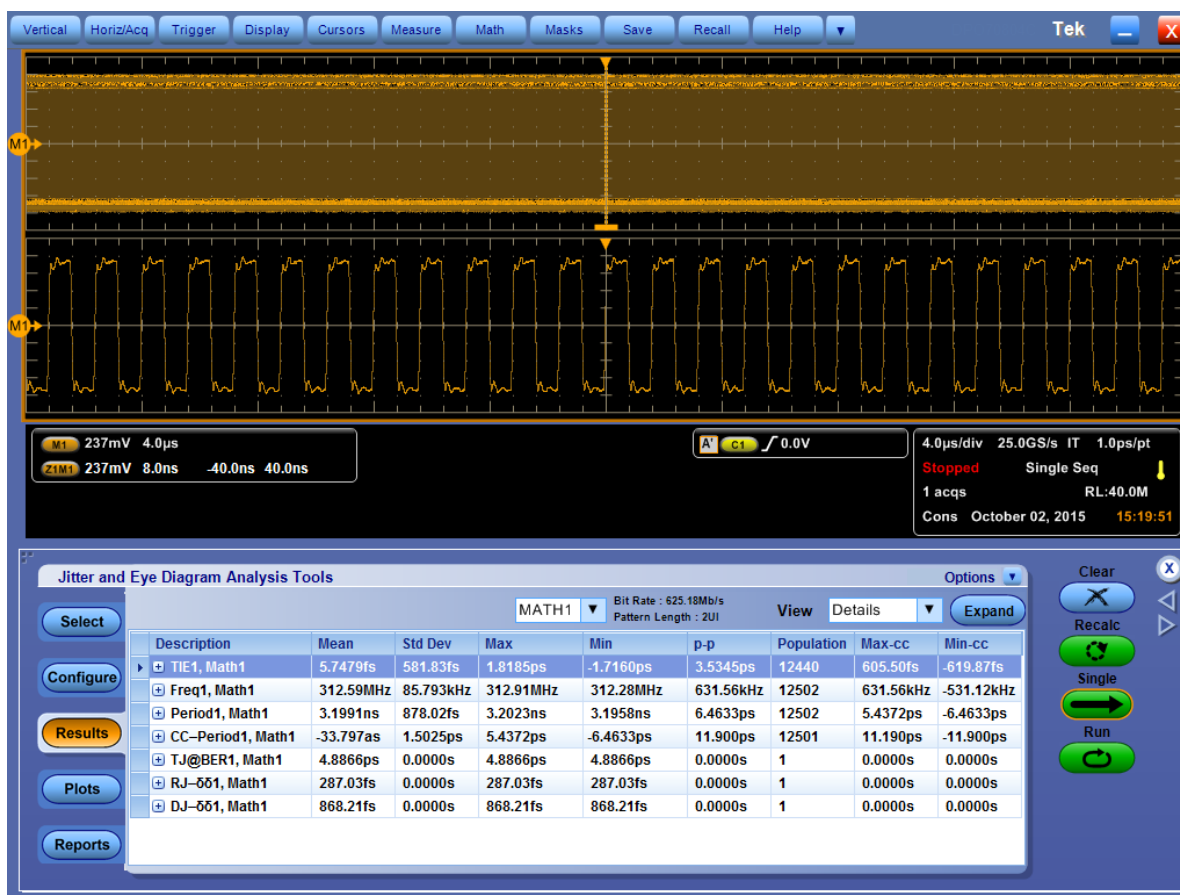 Vertical Horiz/Acq Trigger Display Cursors Measure Math Masks Save Recall Help Tek X
M1
M1
M1 237mV 4.0µs
Z1M1 237mV 8.0ns -40.0ns 40.0ns
A' C1 0.0V
4.0µs/div 25.0GS/s IT 1.0ps/pt
Stopped Single Seq
1 acqs RL:40.0M
Cons October 02, 2015 15:19:51
Jitter and Eye Diagram Analysis Tools Options
Clear X
Select
MATH1
Bit Rate : 625.18Mb/s
Pattern Length : 2UI
View Details Expand
Recalc
Description Mean Std Dev Max Min p-p Population Max-cc Min-cc
TIE1, Math1 5.7479fs 581.83fs 1.8185ps -1.7160ps 3.5345ps 12440 605.50fs -619.87fs
Configure
Freq1, Math1 312.59MHz 85.793kHz 312.91MHz 312.28MHz 631.56kHz 12502 631.56kHz -531.12kHz
Single
Period1, Math1 3.1991ns 878.02fs 3.2023ns 3.1958ns 6.4633ps 12502 5.4372ps -6.4633ps
Results
CC–Period1, Math1 -33.797as 1.5025ps 5.4372ps -6.4633ps 11.900ps 12501 11.190ps -11.900ps
Run
TJ@BER1, Math1 4.8866ps 0.0000s 4.8866ps 4.8866ps 0.0000s 1 0.0000s 0.0000s
Plots
RJ–δδ1, Math1 287.03fs 0.0000s 287.03fs 287.03fs 0.0000s 1 0.0000s 0.0000s
DJ–δδ1, Math1 868.21fs 0.0000s 868.21fs 868.21fs 0.0000s 1 0.0000s 0.0000s
Reports